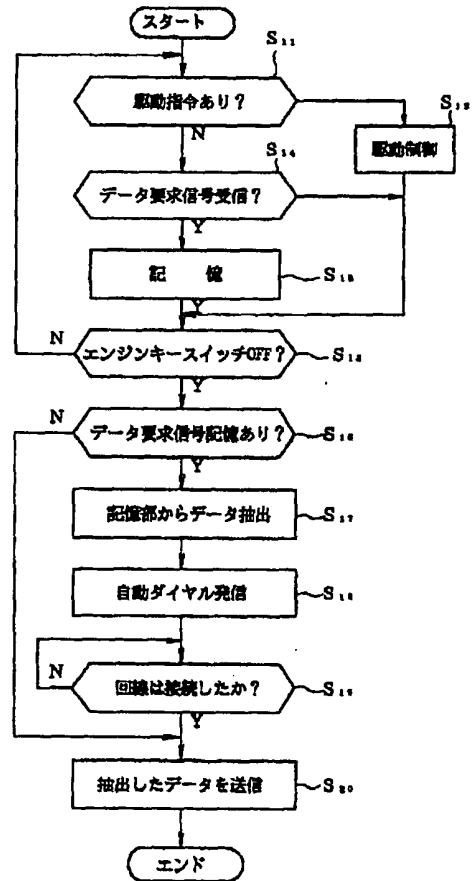 スタート
S₁₁
駆動指令あり?
N
S₁₂
駆動制御
S₁₄
データ要求信号受信?
Y
記 憶
S₁₅
Y
N
エンジンキースイッチOFF?
S₁₃
Y
N
データ要求信号記憶あり?
S₁₆
Y
記憶部からデータ抽出
S₁₇
自動ダイヤル発信
S₁₈
N
回線は接続したか?
S₁₉
Y
抽出したデータを送信
S₂₀
エンド